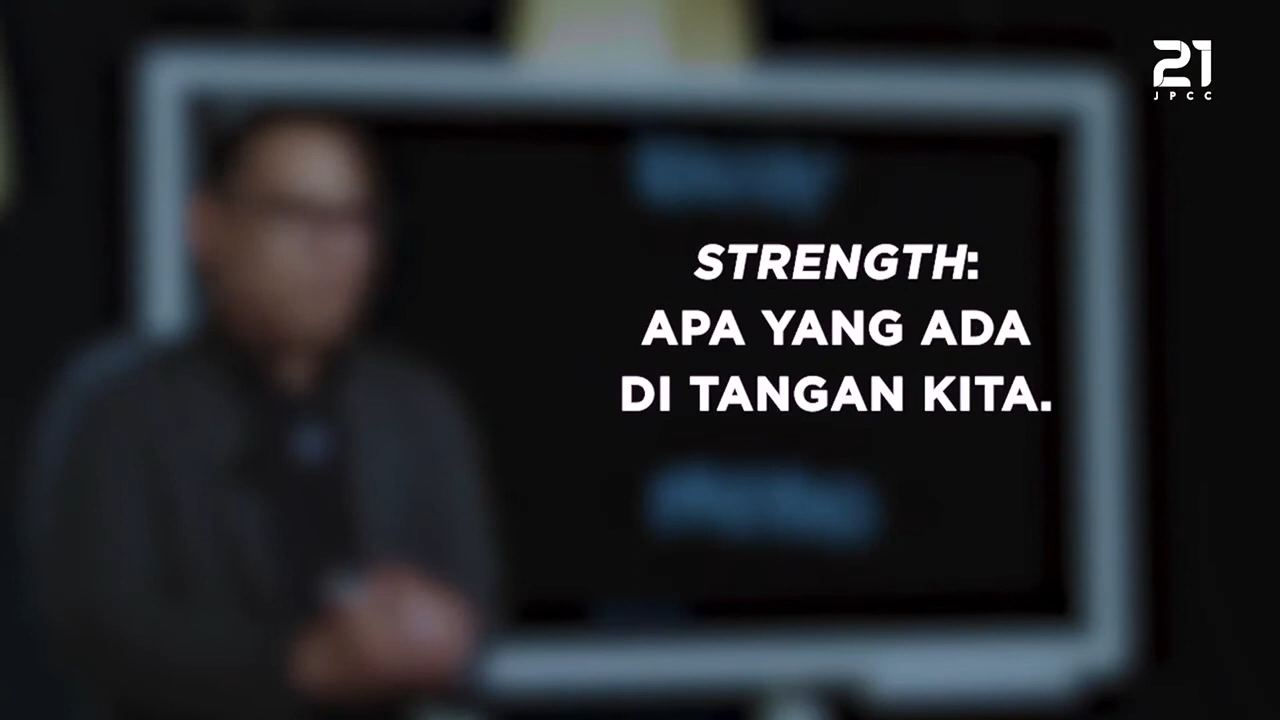 21
JPCC
STRENGTH:
APA YANG ADA
DI TANGAN KITA.